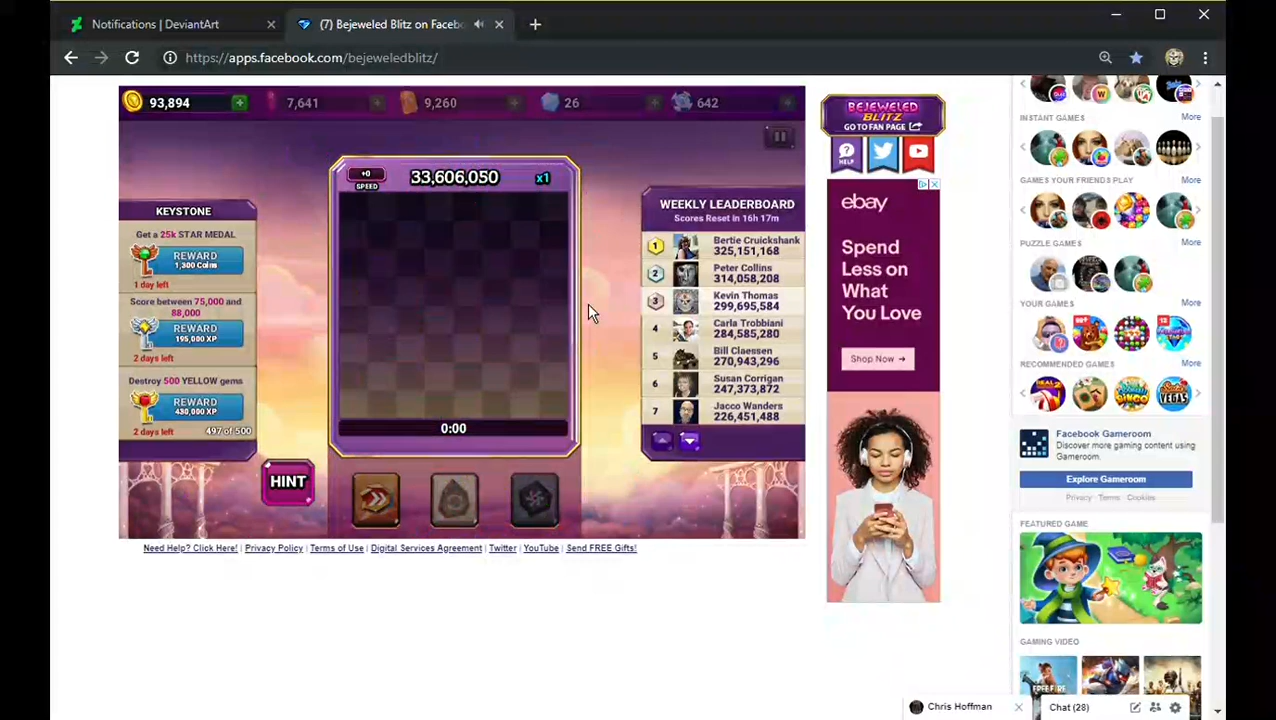 Notifications | DeviantArt
(7) Bejeweled Blitz on Facebo
https://apps.facebook.com/bejeweledblitz/
93,894
7,641
9,260
26
642
+0
SPEED
33,606,050
x1
0:00
KEYSTONE
Get a 25k STAR MEDAL
REWARD
1,300 Coins
1 day left
Score between 75,000 and
88,000
REWARD
195,000 XP
2 days left
Destroy 500 YELLOW gems
REWARD
430,000 XP
2 days left
497 of 500
HINT
WEEKLY LEADERBOARD
Scores Reset in 16h 17m
1 Bertie Cruickshank
325,151,168
2 Peter Collins
314,058,208
3 Kevin Thomas
299,695,584
4 Carla Trobbiani
284,585,280
5 Bill Claessen
270,943,296
6 Susan Corrigan
247,373,872
7 Jacco Wanders
226,451,488
Need Help? Click Here!
Privacy Policy
Terms of Use
Digital Services Agreement
Twitter
YouTube
Send FREE Gifts!
BEJEWELED
BLITZ
GO TO FAN PAGE
HELP
ebay
Spend
Less on
What
You Love
Shop Now →
INSTANT GAMES
More
GAMES YOUR FRIENDS PLAY
More
PUZZLE GAMES
More
YOUR GAMES
More
RECOMMENDED GAMES
More
Facebook Gameroom
Discover more gaming content using
Gameroom.
Explore Gameroom
Privacy · Terms · Cookies
FEATURED GAME
GAMING VIDEO
FREE FIRE
Chris Hoffman
Chat (28)